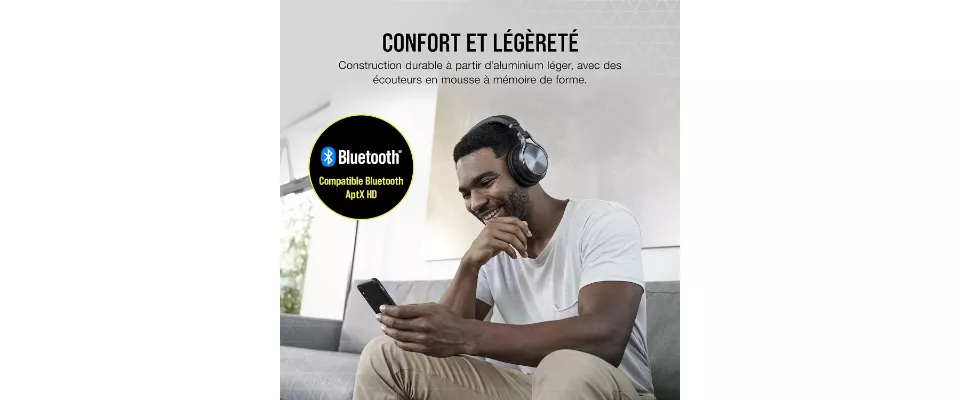 CONFORT ET LÉGÈRETÉ
Construction durable à partir d'aluminium léger, avec des
écouteurs en mousse à mémoire de forme.
Bluetooth®
Compatible Bluetooth
AptX HD